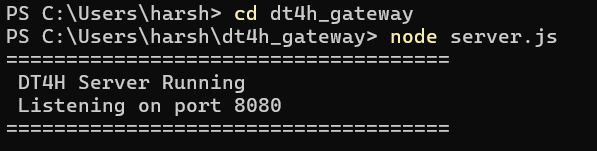 PS C:\Users\harsh> cd dt4h_gateway
PS C:\Users\harsh\dt4h_gateway> node server.js
=====================================
 DT4H Server Running
 Listening on port 8080
=====================================